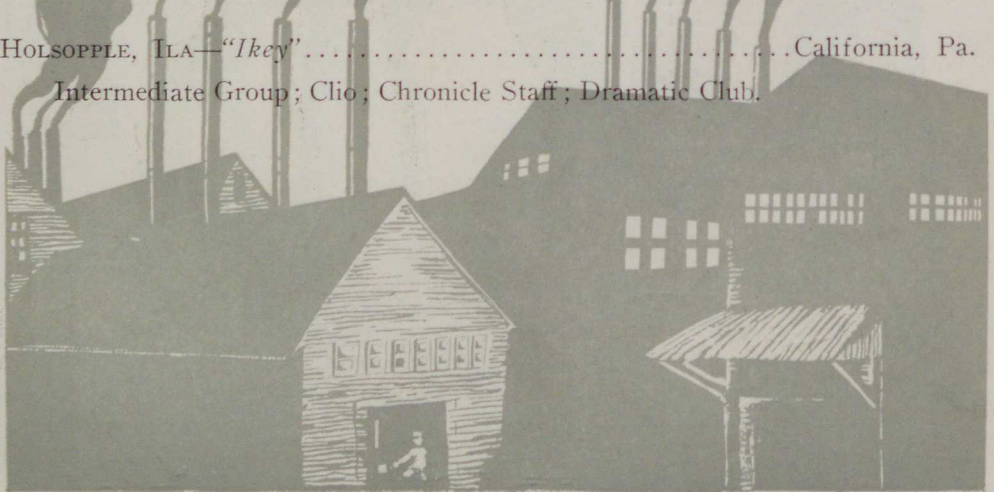 HOLSOPPLE, ILA—"Ikey" . . . . . . . . . . . . . . . . . . . . . . . . . . . . . . . . . . . . . . . . California, Pa.
Intermediate Group; Clio; Chronicle Staff; Dramatic Club.